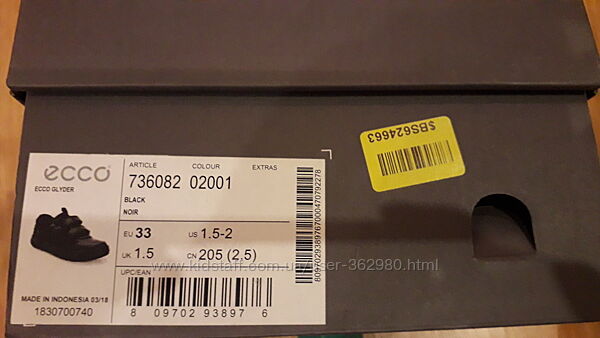 $BS624663
ecco
ECCO GLYDER
ARTICLE COLOUR EXTRAS
736082 02001
BLACK
NOIR
EU 33 US 1.5-2
UK 1.5 CN 205 (2.5)
UPC/EAN
8 09702 93897 6
MADE IN INDONESIA 03/18
1830700740
www.kidstaff.com.ua/user-362980.html